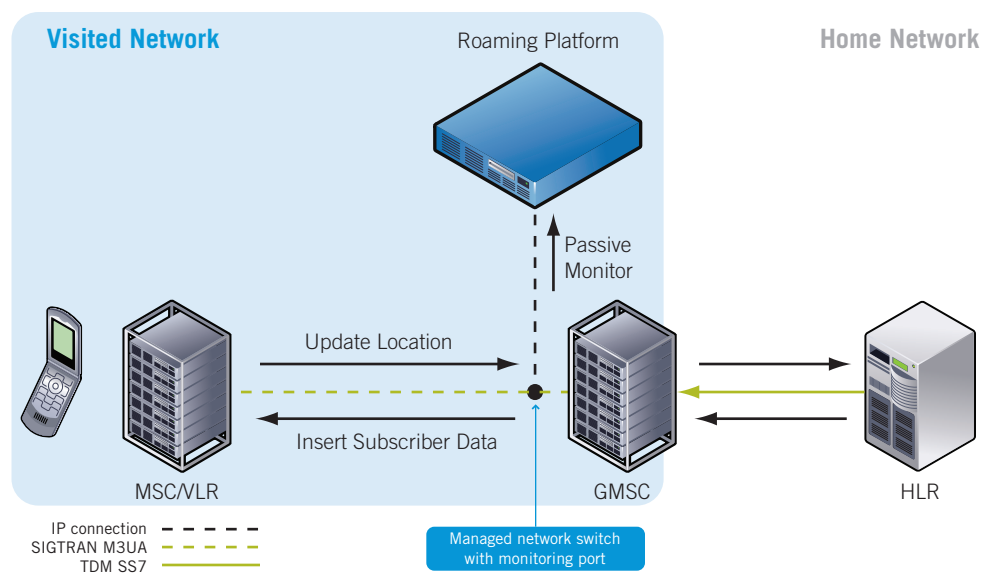 Visited Network
Roaming Platform
Home Network
Passive
Monitor
Update Location
Insert Subscriber Data
MSC/VLR
GMSC
HLR
IP connection
SIGTRAN M3UA
TDM SS7
Managed network switch
with monitoring port